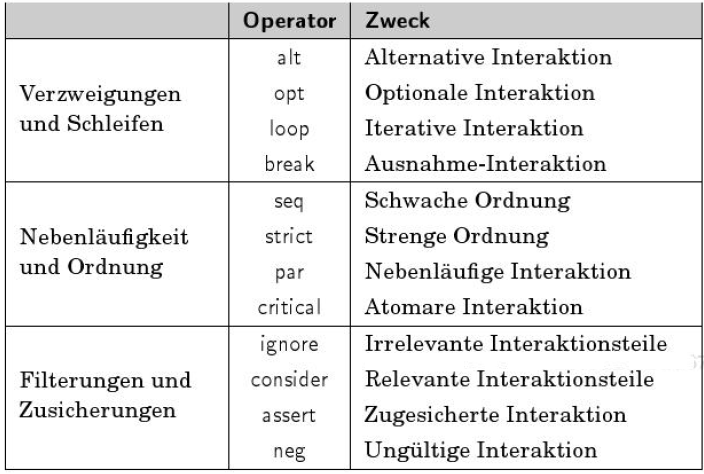 Operator Zweck
Verzweigungen
und Schleifen
alt Alternative Interaktion
opt Optionale Interaktion
loop Iterative Interaktion
break Ausnahme-Interaktion
Nebenläufigkeit
und Ordnung
seq Schwache Ordnung
strict Strenge Ordnung
par Nebenläufige Interaktion
critical Atomare Interaktion
Filterungen und
Zusicherungen
ignore Irrelevante Interaktionsteile
consider Relevante Interaktionsteile
assert Zugesicherte Interaktion
neg Ungültige Interaktion